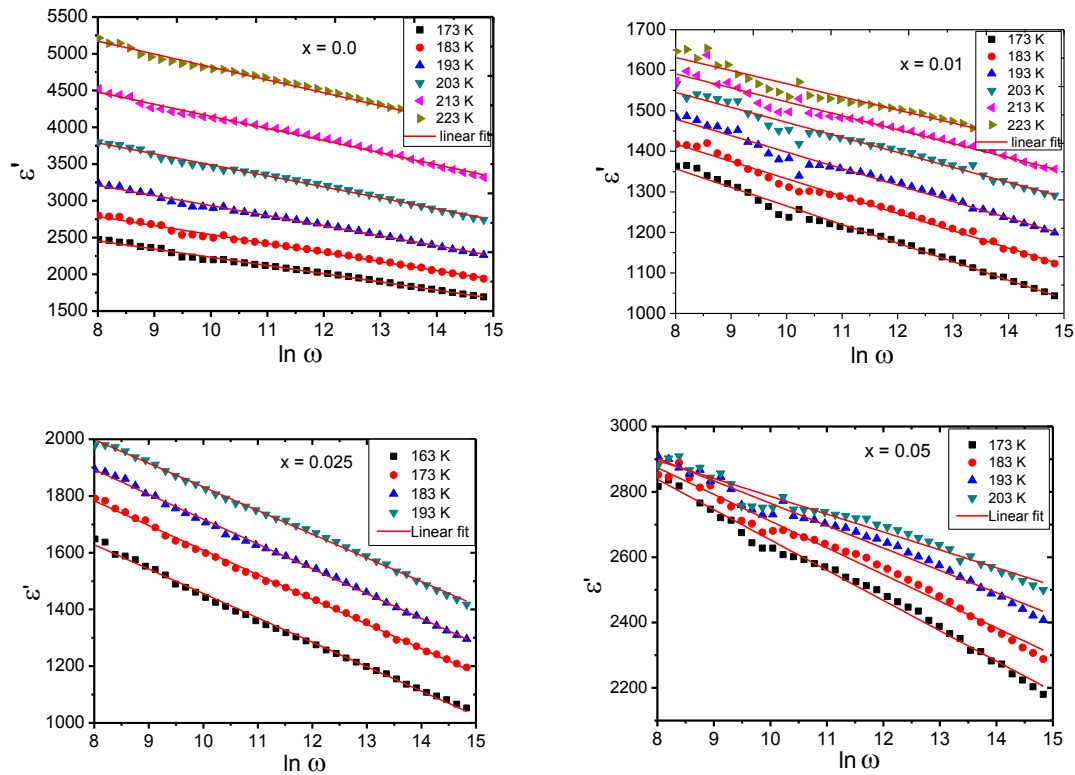 x = 0.0
173 K
183 K
193 K
203 K
213 K
223 K
linear fit
ε'
5500
5000
4500
4000
3500
3000
2500
2000
1500
8 9 10 11 12 13 14 15
ln ω
x = 0.01
173 K
183 K
193 K
203 K
213 K
223 K
linear fit
ε'
1700
1600
1500
1400
1300
1200
1100
1000
8 9 10 11 12 13 14 15
ln ω
x = 0.025
163 K
173 K
183 K
193 K
Linear fit
ε'
2000
1800
1600
1400
1200
1000
8 9 10 11 12 13 14 15
ln ω
x = 0.05
173 K
183 K
193 K
203 K
Linear fit
ε'
3000
2800
2600
2400
2200
8 9 10 11 12 13 14 15
ln ω